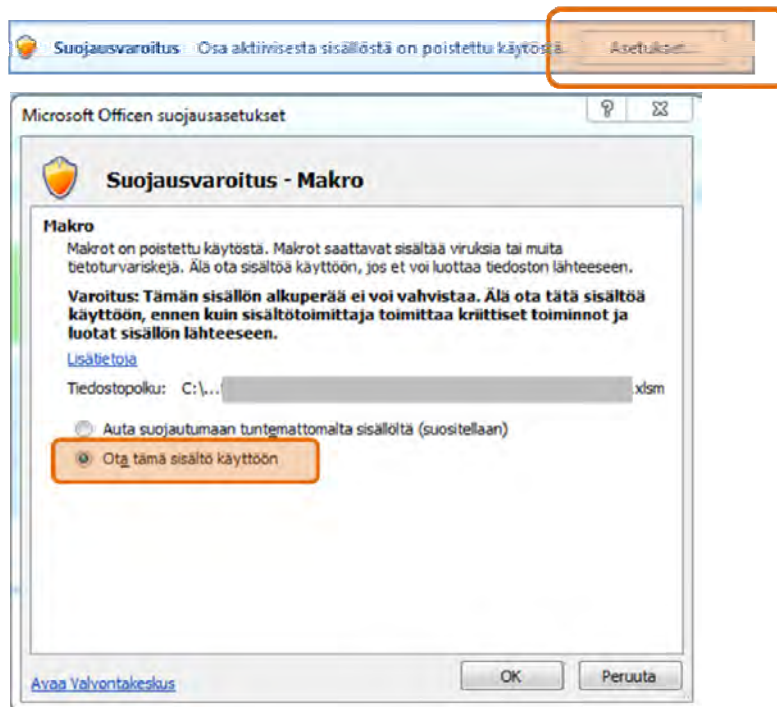 Suojausvaroitus Osa aktiivisesta sisällöstä on poistettu käytöstä. Asetukset...
Microsoft Officen suojausasetukset
Suojausvaroitus - Makro
Makro
Makrot on poistettu käytöstä. Makrot saattavat sisältää viruksia tai muita
tietoturvariskejä. Älä ota sisältöä käyttöön, jos et voi luottaa tiedoston lähteeseen.
Varoitus: Tämän sisällön alkuperää ei voi vahvistaa. Älä ota tätä sisältöä
käyttöön, ennen kuin sisältötoimittaja toimittaa kriittiset toiminnot ja
luotat sisällön lähteeseen.
Lisätietoja
Tiedostopolku: C:\... .xlsm
Auta suojautumaan tuntemattomalta sisällöltä (suositellaan)
Ota tämä sisältö käyttöön
Avaa Valvontakeskus OK Peruuta